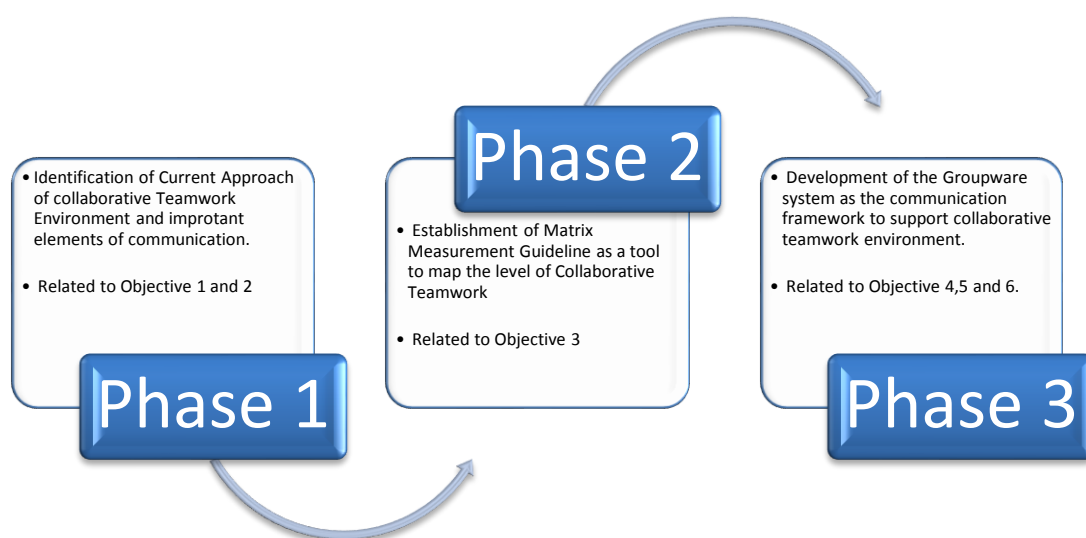 • Identification of Current Approach
of collaborative Teamwork
Environment and improtant
elements of communication.
• Related to Objective 1 and 2
Phase 1
Phase 2
• Establishment of Matrix
Measurement Guideline as a tool
to map the level of Collaborative
Teamwork
• Related to Objective 3
• Development of the Groupware
system as the communication
framework to support collaborative
teamwork environment.
• Related to Objective 4,5 and 6.
Phase 3